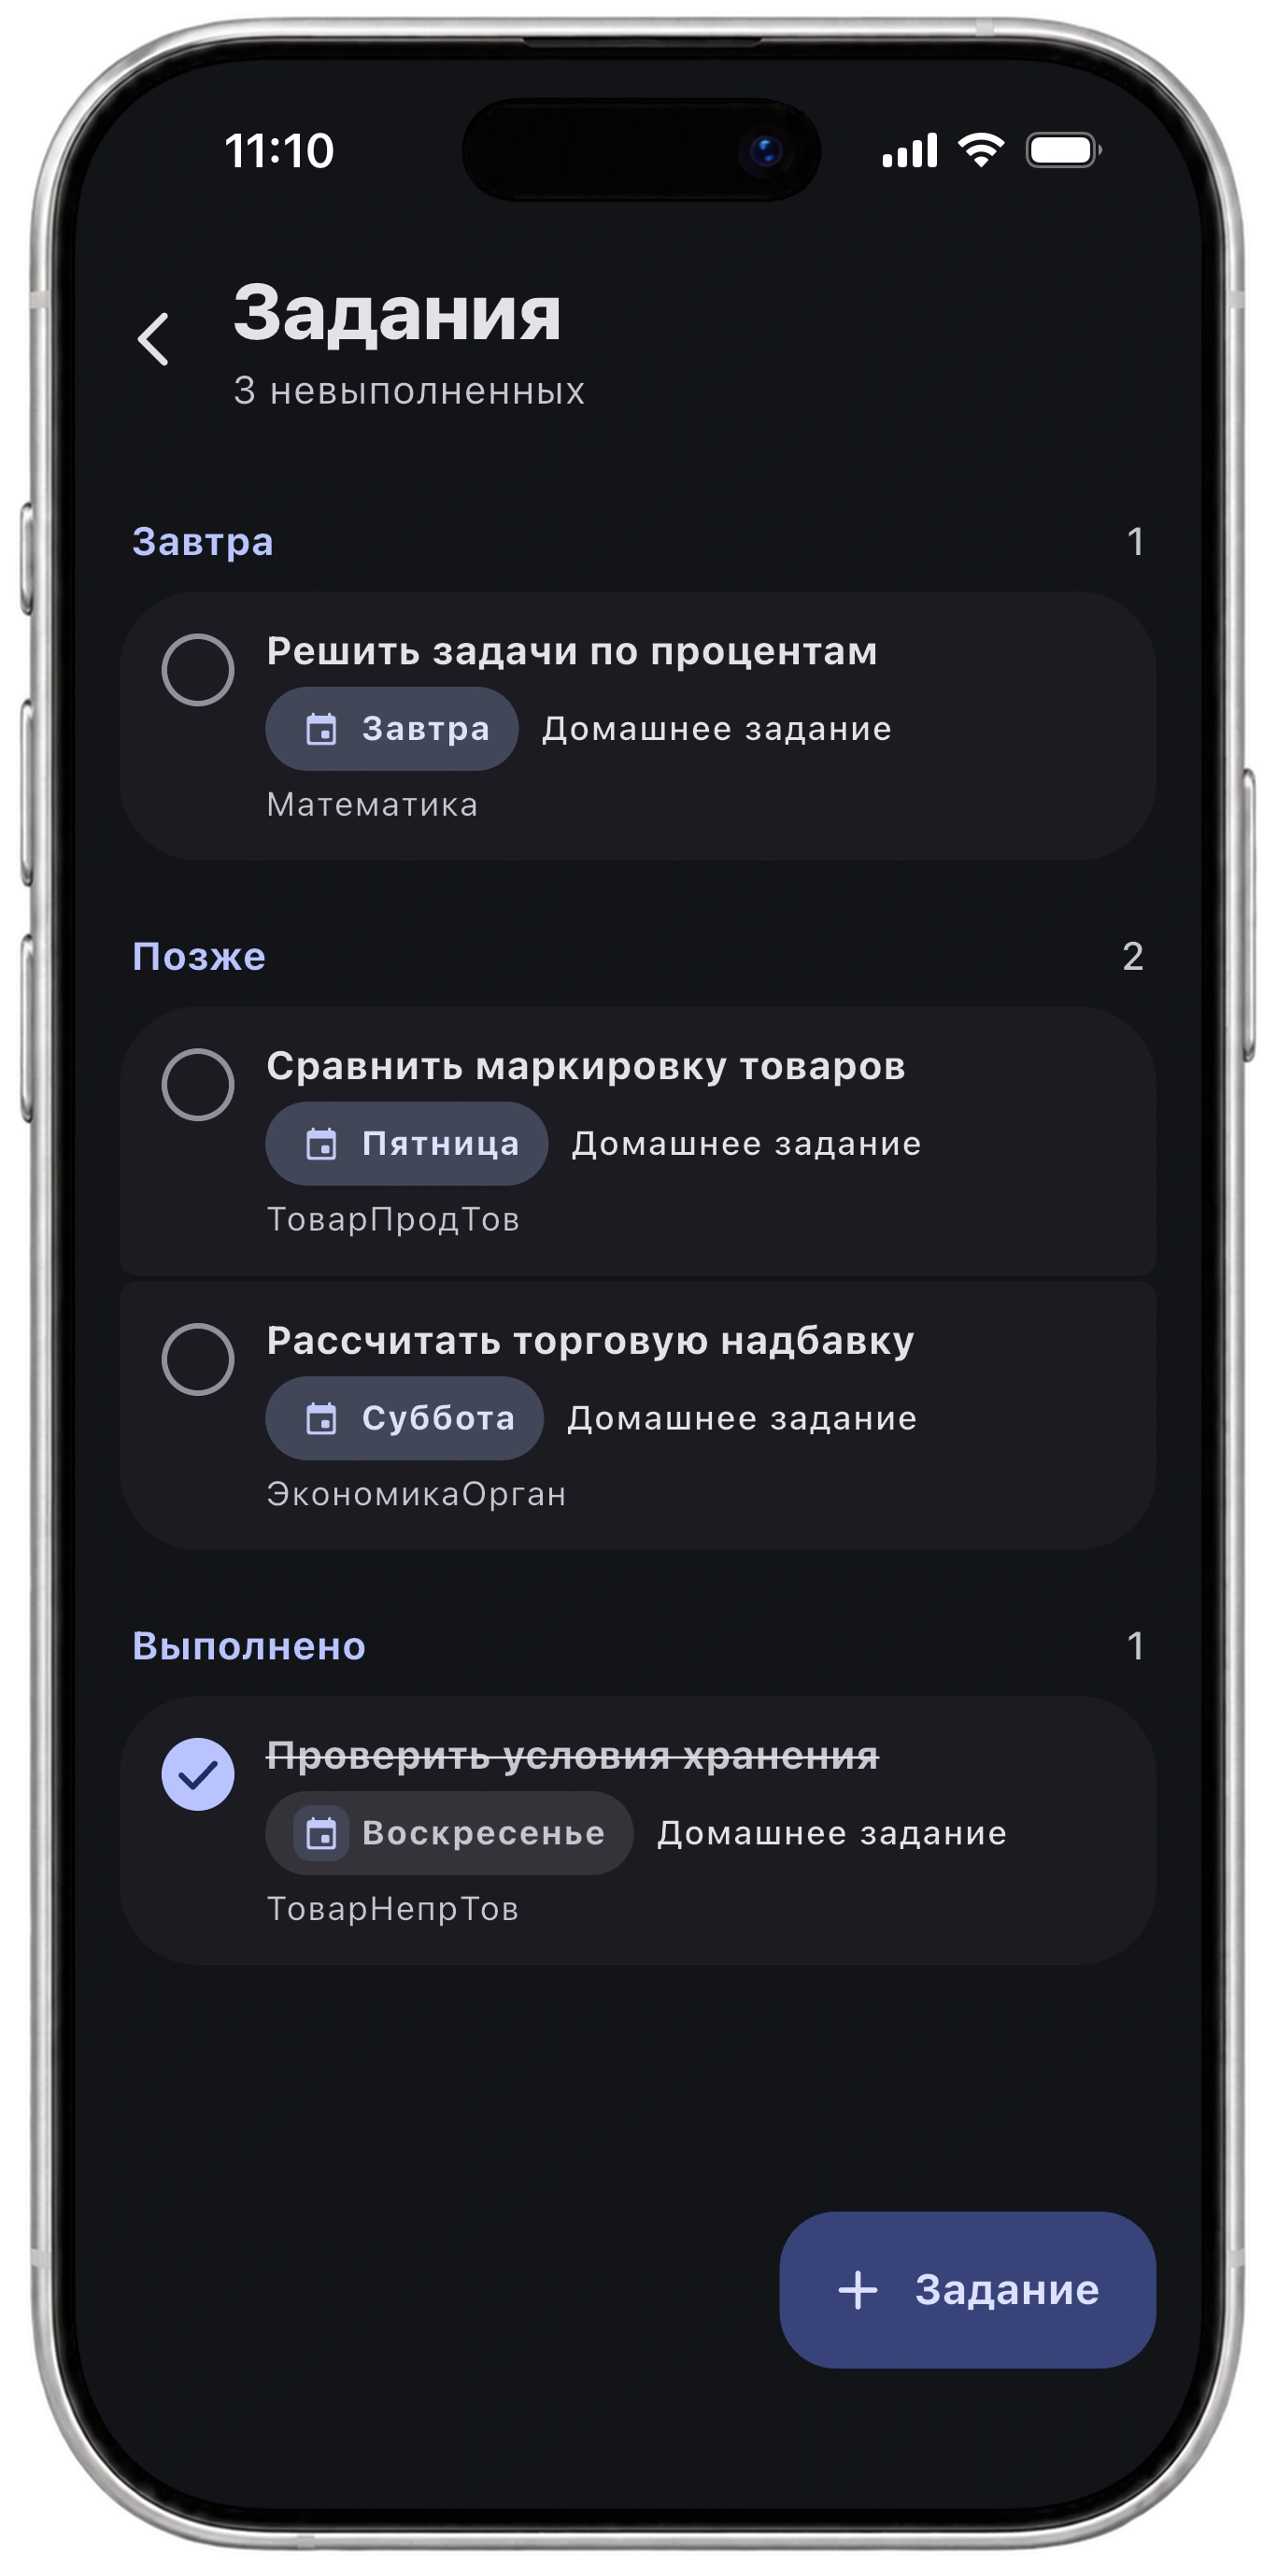 11:10
Задания
3 невыполненных
Завтра 1
Решить задачи по процентам
Завтра Домашнее задание
Математика
Позже 2
Сравнить маркировку товаров
Пятница Домашнее задание
ТоварПродТов
Рассчитать торговую надбавку
Суббота Домашнее задание
ЭкономикаОрган
Выполнено 1
Проверить условия хранения
Воскресенье Домашнее задание
ТоварНепрТов
+ Задание